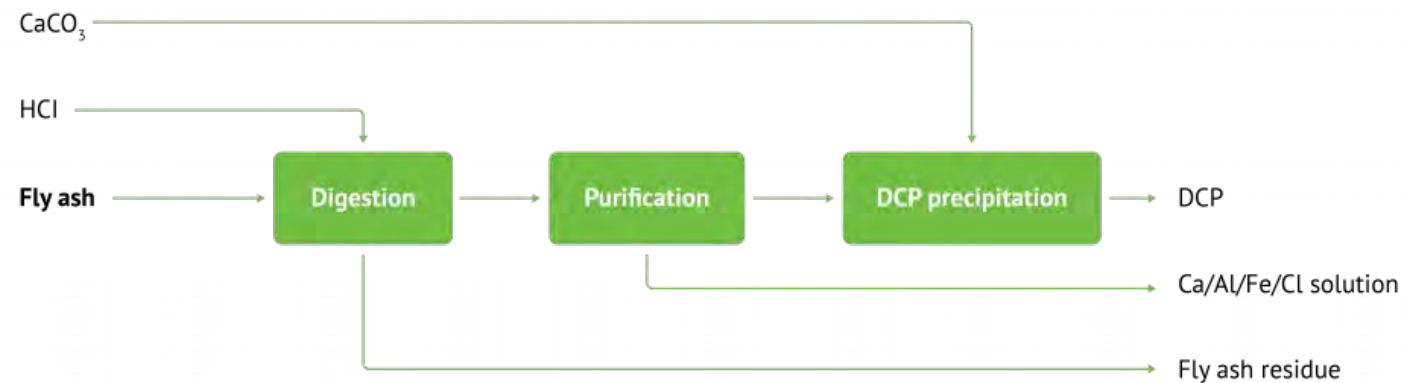 CaCO₃
HCl
Fly ash
Digestion
Purification
DCP precipitation
DCP
Ca/Al/Fe/Cl solution
Fly ash residue